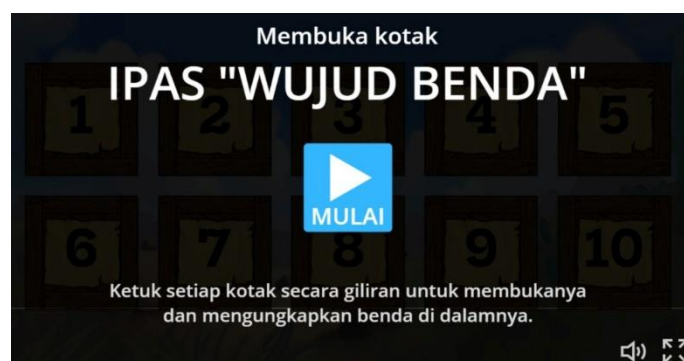 Membuka kotak
IPAS "WUJUD BENDA"
1 2 3 4 5
MULAI
6 7 8 9 10
Ketuk setiap kotak secara giliran untuk membukanya
dan mengungkapkan benda di dalamnya.